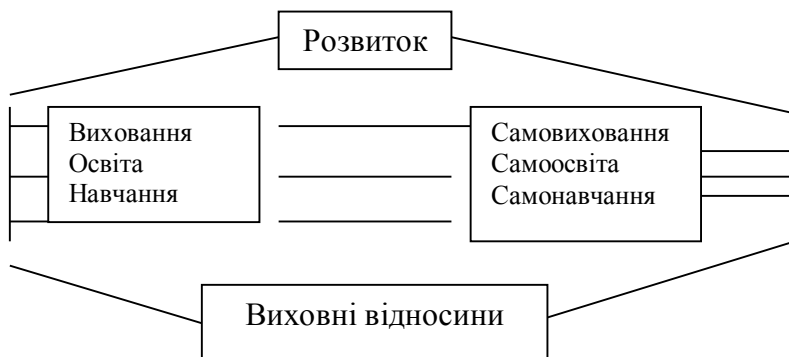 Розвиток
Виховання
Освіта
Навчання
Самовиховання
Самоосвіта
Самонавчання
Виховні відносини